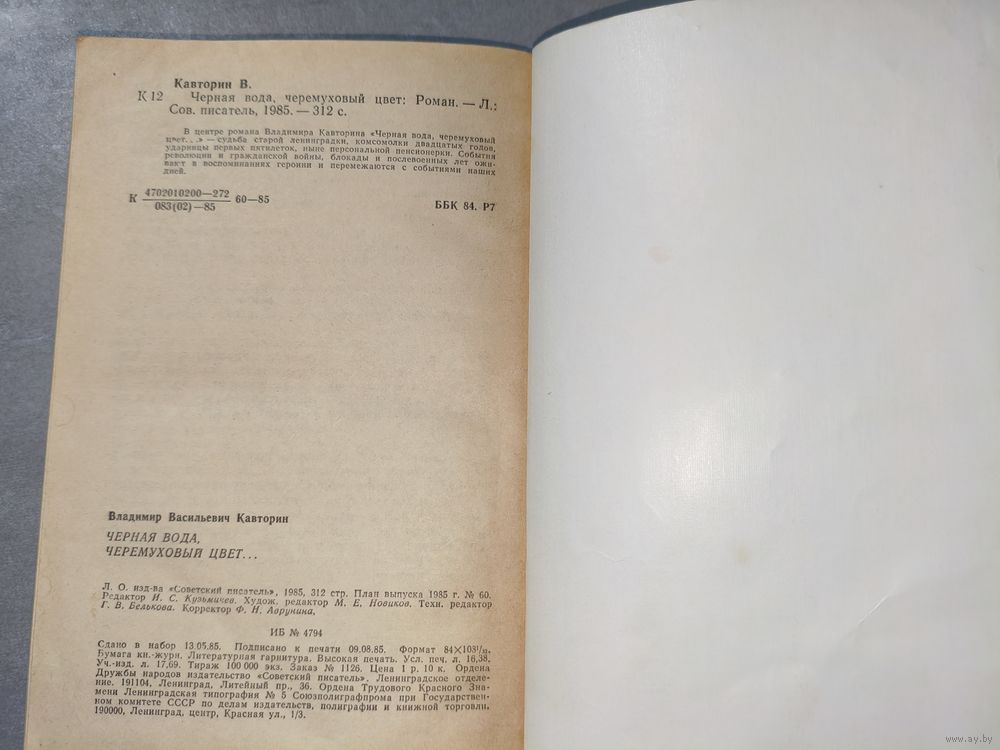 Кавторин В.
К 12 Черная вода, черемуховый цвет: Роман. — Л.:
Сов. писатель, 1985. — 312 с.
В центре романа Владимира Кавторина «Черная вода, черемуховый
цвет. . .» — судьба старой ленинградки, комсомолки двадцатых годов,
ударницы первых пятилеток, ныне персональной пенсионерки. События
революции и гражданской войны, блокады и послевоенных лет ожи-
вают в воспоминаниях героини и перемежаются с событиями наших
дней.
К 4702010200—272 60—85
083(02)—85
ББК 84. Р7
Владимир Васильевич Кавторин
ЧЕРНАЯ ВОДА,
ЧЕРЕМУХОВЫЙ ЦВЕТ...
Л. О. изд-ва «Советский писатель», 1985, 312 стр. План выпуска 1985 г. № 60.
Редактор И. С. Кузьмичев. Худож. редактор М. Е. Новиков. Техн. редактор
Г. В. Белькова. Корректор Ф. Н. Аврунина.
ИБ № 4794
Сдано в набор 13.05.85. Подписано к печати 09.08.85. Формат 84×103¹/₃₂.
Бумага кн.-журн. Литературная гарнитура. Высокая печать. Усл. печ. л. 16,38.
Уч.-изд. л. 17,69. Тираж 100 000 экз. Заказ № 1126. Цена 1 р. 10 к. Ордена
Дружбы народов издательство «Советский писатель». Ленинградское отделе-
ние. 191104, Ленинград, Литейный пр., 36. Ордена Трудового Красного Зна-
мени Ленинградская типография № 5 Союзполиграфпрома при Государствен-
ном комитете СССР по делам издательств, полиграфии и книжной торговли.
190000, Ленинград, центр, Красная ул., 1/3.
www.ay.by